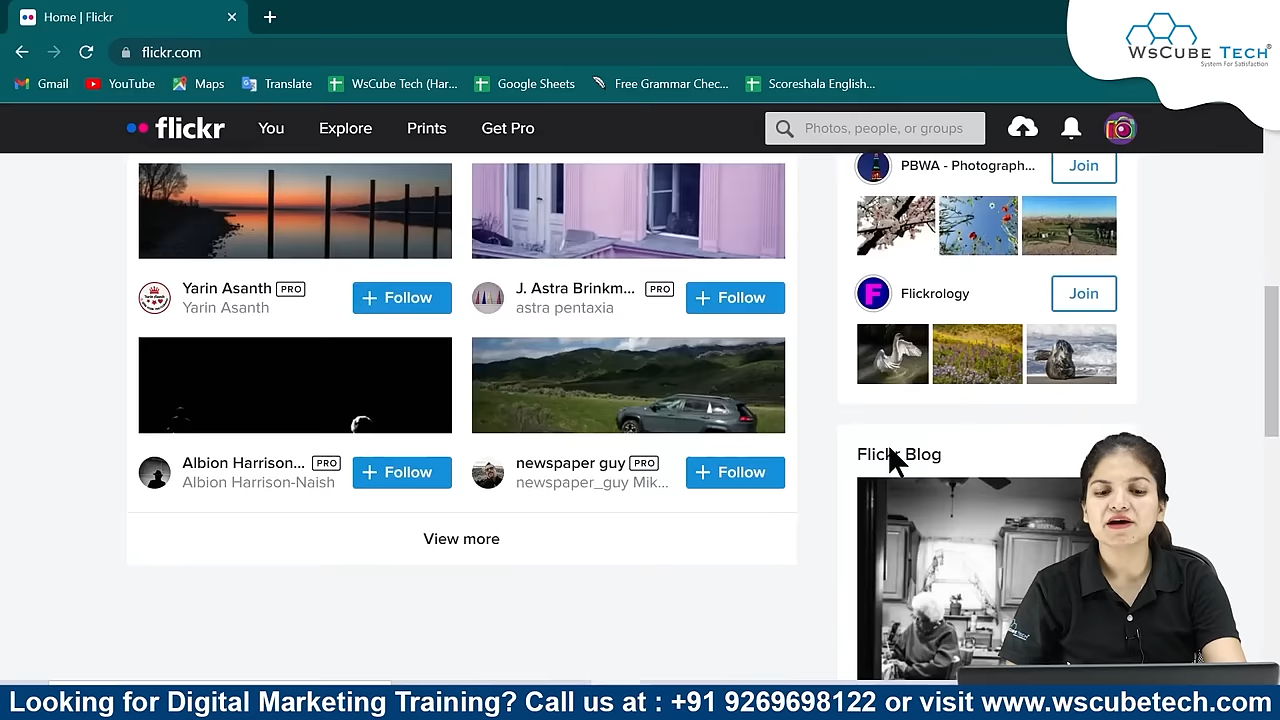 Home | Flickr
flickr.com
Gmail YouTube Maps Translate WsCube Tech (Har... Google Sheets Free Grammar Chec... Scoreshala English...
WsCube Tech®
System For Satisfaction
flickr You Explore Prints Get Pro Photos, people, or groups
PBWA - Photograph... Join
Yarin Asanth PRO
Yarin Asanth
+ Follow
J. Astra Brinkm... PRO
astra pentaxia
+ Follow
Flickrology Join
Albion Harrison... PRO
Albion Harrison-Naish
+ Follow
newspaper guy PRO
newspaper_guy Mik...
+ Follow
Flickr Blog
View more
Looking for Digital Marketing Training? Call us at : +91 9269698122 or visit www.wscubetech.com